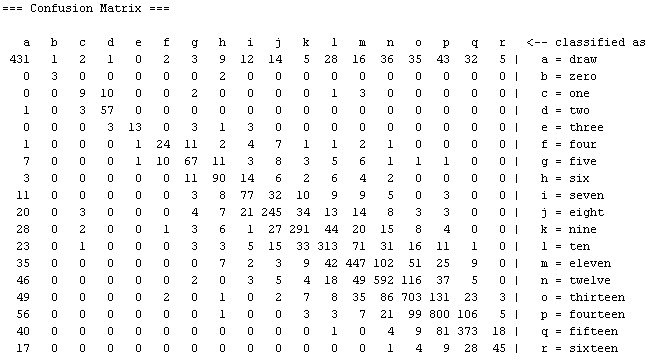 === Confusion Matrix ===
a b c d e f g h i j k l m n o p q r <-- classified as
431 1 2 1 0 2 3 9 12 14 5 28 16 36 35 43 32 5 | a = draw
0 3 0 0 0 0 0 2 0 0 0 0 0 0 0 0 0 0 | b = zero
0 0 9 10 0 0 2 0 0 0 0 1 3 0 0 0 0 0 | c = one
1 0 3 57 0 0 0 0 0 0 0 0 0 0 0 0 0 0 | d = two
0 0 0 3 13 0 3 1 3 0 0 0 0 0 0 0 0 0 | e = three
1 0 0 0 1 24 11 2 4 7 1 1 2 1 0 0 0 0 | f = four
7 0 0 0 1 10 67 11 3 8 3 5 6 1 1 1 0 0 | g = five
3 0 0 0 0 0 11 90 14 6 2 6 4 2 0 0 0 0 | h = six
11 0 0 0 0 0 3 8 77 32 10 9 9 5 0 3 0 0 | i = seven
20 0 3 0 0 0 4 7 21 245 34 13 14 8 3 3 0 0 | j = eight
28 0 2 0 0 1 3 6 1 27 291 44 20 15 8 4 0 0 | k = nine
23 0 1 0 0 0 3 3 5 15 33 313 71 31 16 11 1 0 | l = ten
35 0 0 0 0 0 0 7 2 3 9 42 447 102 51 25 9 0 | m = eleven
46 0 0 0 0 0 2 0 3 5 4 18 49 592 116 37 5 0 | n = twelve
49 0 0 0 0 2 0 1 0 2 7 8 35 86 703 131 23 3 | o = thirteen
56 0 0 0 0 0 0 1 0 0 3 3 7 21 99 800 106 5 | p = fourteen
40 0 0 0 0 0 0 0 0 0 0 1 0 4 9 81 373 18 | q = fifteen
17 0 0 0 0 0 0 0 0 0 0 0 0 1 4 9 28 45 | r = sixteen